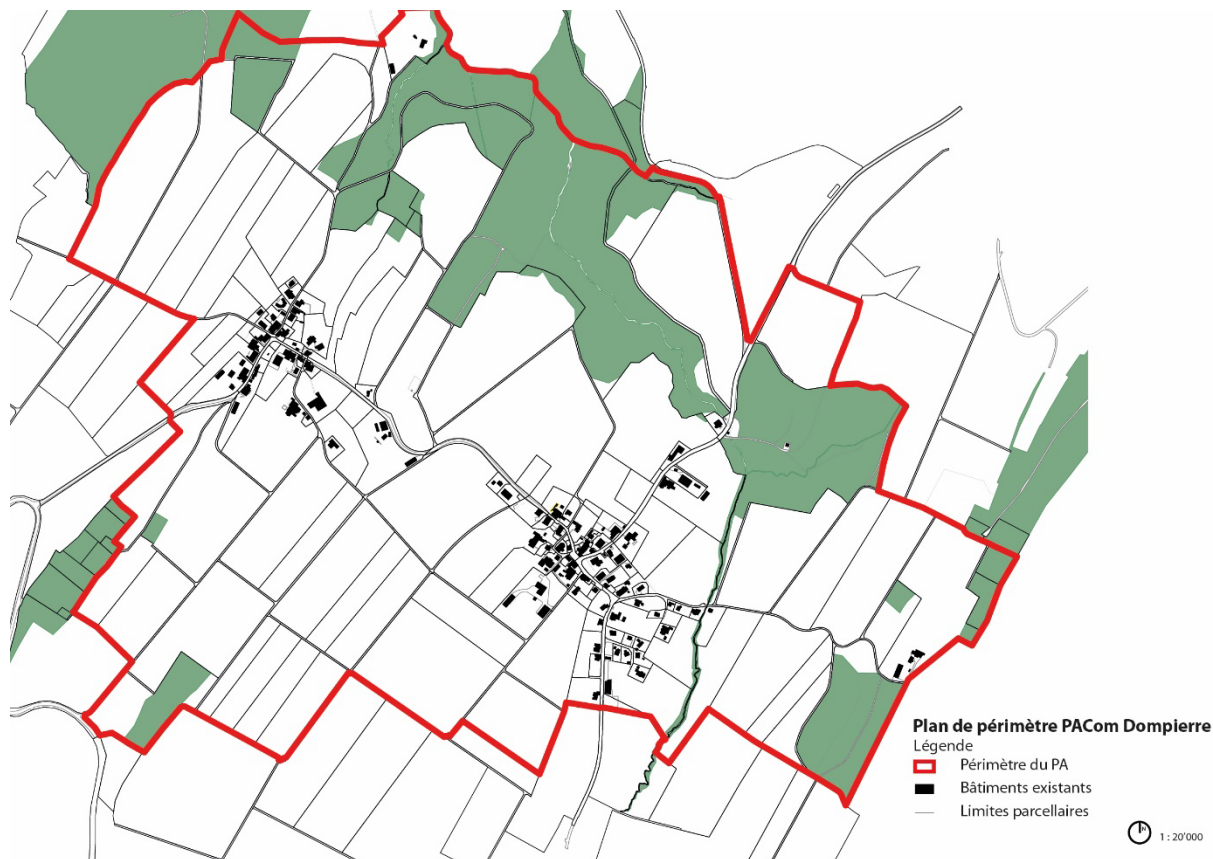 Plan de périmètre PACom Dompierre
Légende
Périmètre du PA
Bâtiments existants
Limites parcellaires
N
1 : 20'000